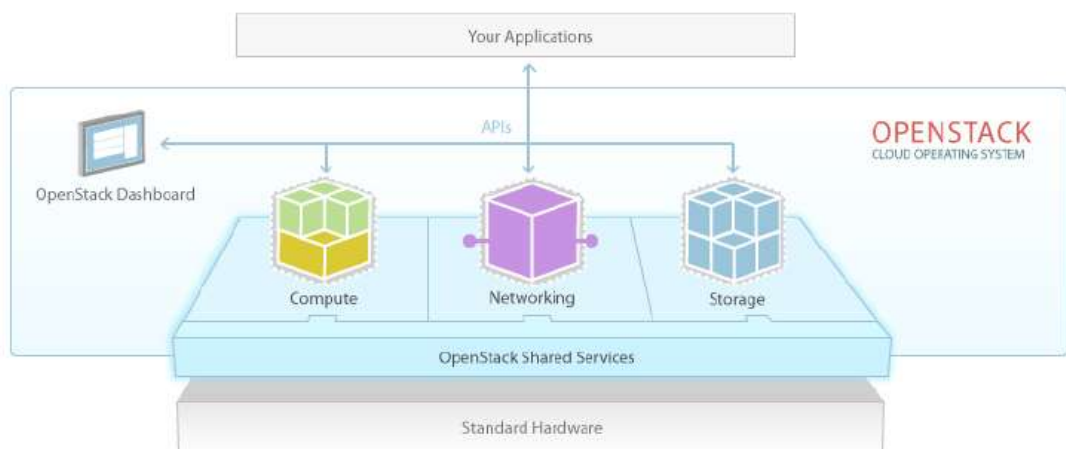 Your Applications
APIs
OPENSTACK
CLOUD OPERATING SYSTEM
OpenStack Dashboard
Compute
Networking
Storage
OpenStack Shared Services
Standard Hardware